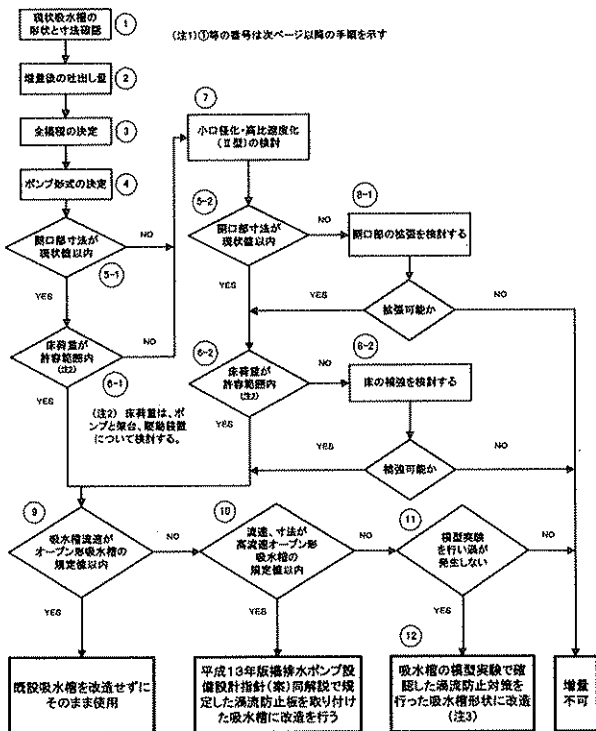 現状吸水槽の
形状と寸法確認
①
(注1)①等の番号は次ページ以降の手順を示す
増量後の吐出し量
②
全揚程の決定
③
ポンプ形式の決定
④
⑦
小口径化・高比速度化
(Ⅱ型)の検討
開口部寸法が
現状値以内
NO
5-1
YES
5-2
開口部寸法が
現状値以内
NO
YES
8-1
開口部の拡張を検討する
拡張可能か
YES
NO
床荷重が
許容範囲内
(注2)
NO
6-1
YES
(注2) 床荷重は、ポン
プと架台、駆動装置
について検討する。
6-2
床荷重が
許容範囲内
(注2)
NO
YES
8-2
床の補強を検討する
補強可能か
YES
NO
9
吸水槽流速が
オープン形吸水槽の
規定値以内
NO
YES
10
流速、寸法が
高流速オープン形
吸水槽の
規定値以内
NO
YES
11
模型実験
を行い渦が
発生しない
NO
YES
12
既設吸水槽を改造せずに
そのまま使用
平成13年版揚排水ポンプ設
備設計指針(案)同解説で規
定した渦流防止板を取り付け
た吸水槽に改造を行う
吸水槽の模型実験で確
認した渦流防止対策を
行った吸水槽形状に改造
(注3)
増量
不可